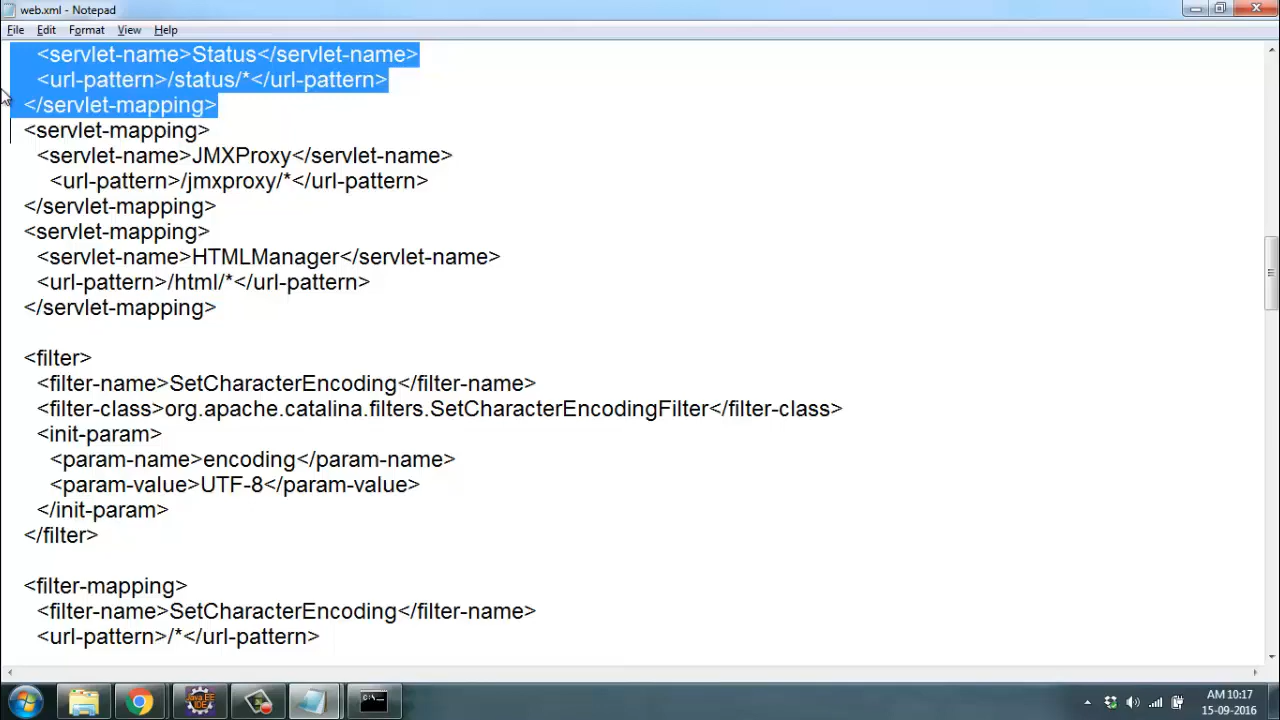 web.xml - Notepad
File Edit Format View Help
<servlet-name>Status</servlet-name>
<url-pattern>/status/*</url-pattern>
</servlet-mapping>
<servlet-mapping>
<servlet-name>JMXProxy</servlet-name>
<url-pattern>/jmxproxy/*</url-pattern>
</servlet-mapping>
<servlet-mapping>
<servlet-name>HTMLManager</servlet-name>
<url-pattern>/html/*</url-pattern>
</servlet-mapping>
<filter>
<filter-name>SetCharacterEncoding</filter-name>
<filter-class>org.apache.catalina.filters.SetCharacterEncodingFilter</filter-class>
<init-param>
<param-name>encoding</param-name>
<param-value>UTF-8</param-value>
</init-param>
</filter>
<filter-mapping>
<filter-name>SetCharacterEncoding</filter-name>
<url-pattern>/*</url-pattern>
Java EE
IDE
C:\.
AM 10:17
15-09-2016